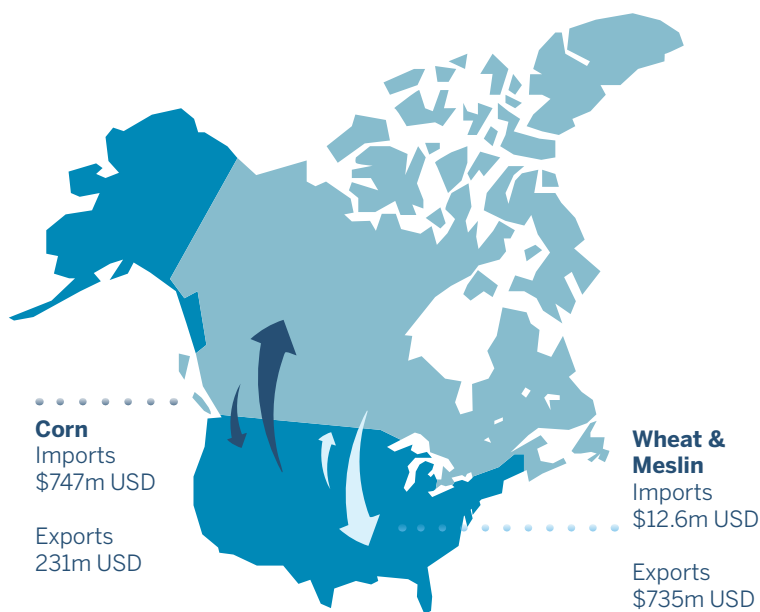 Corn
Imports
$747m USD
Exports
231m USD
Wheat &
Meslin
Imports
$12.6m USD
Exports
$735m USD